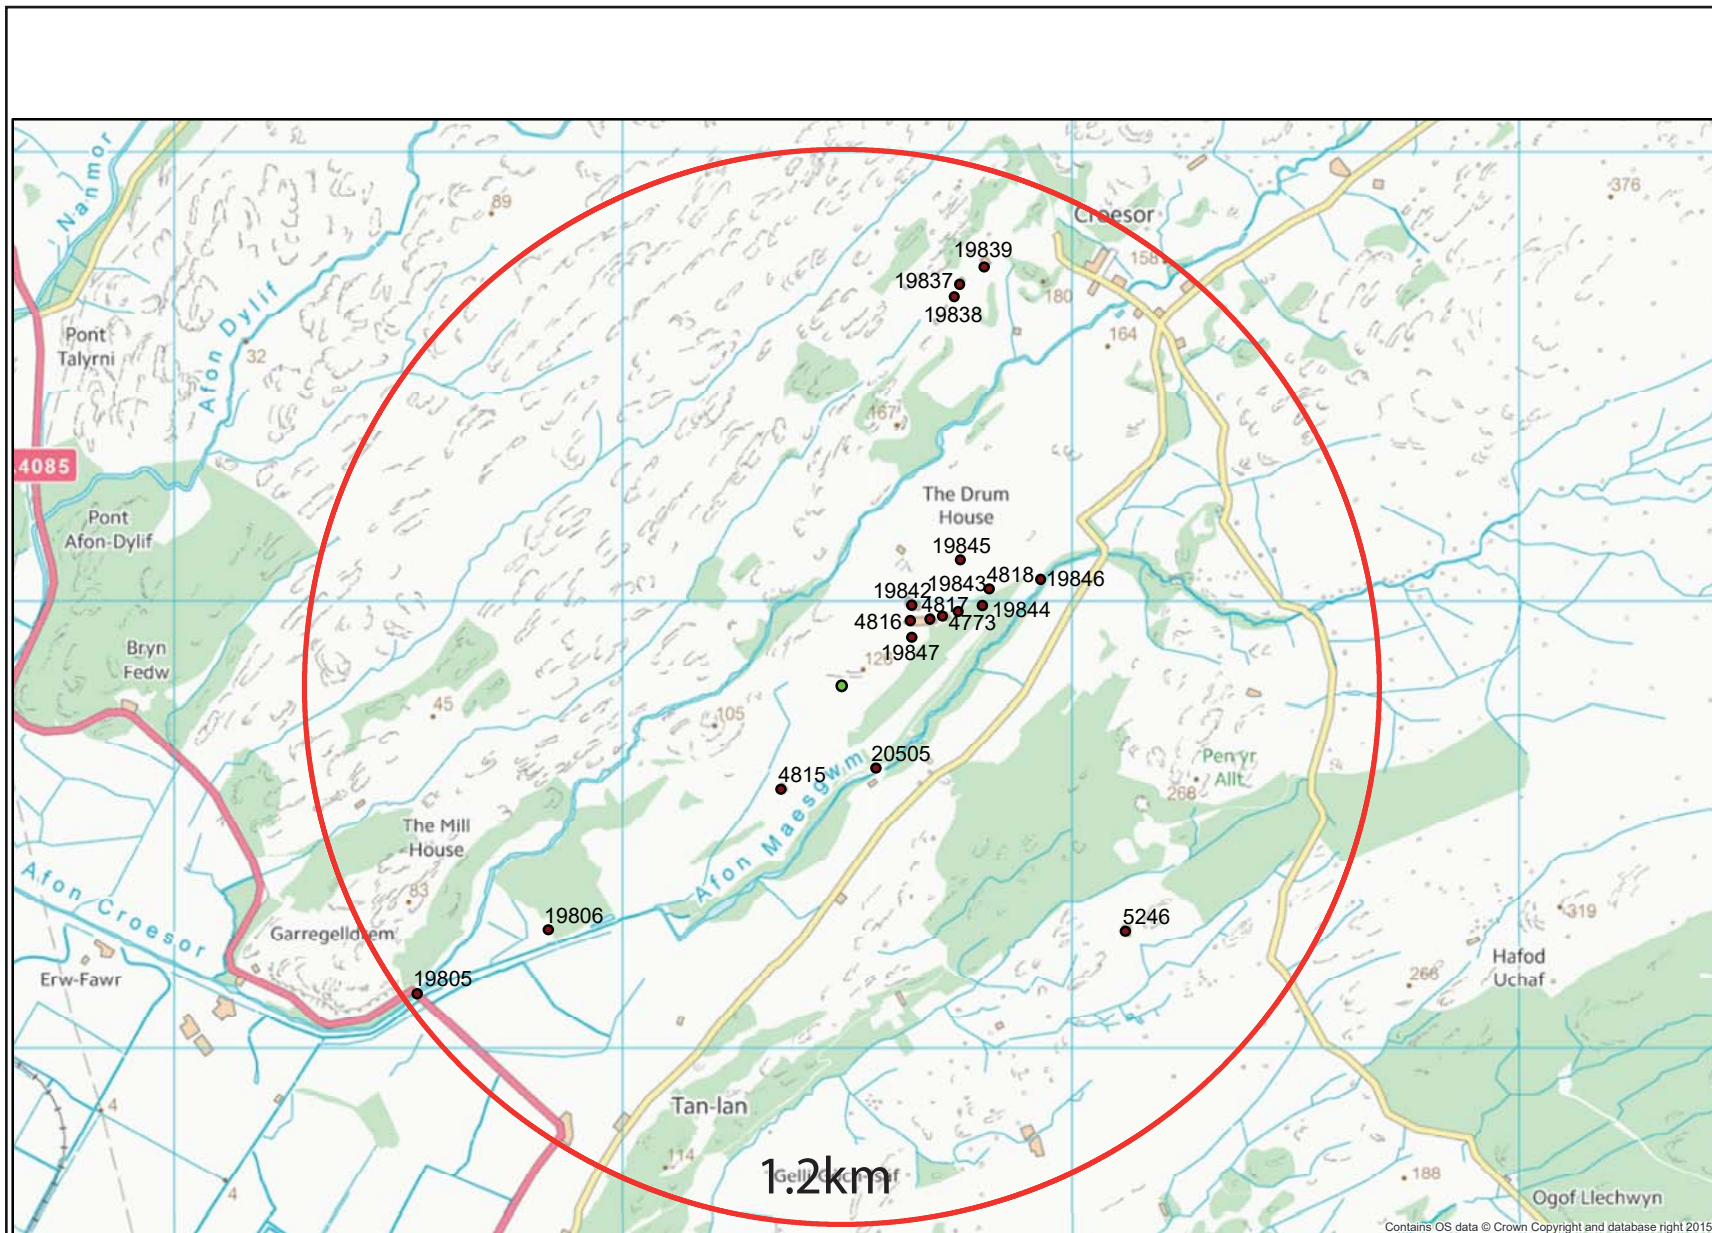 Nanmor
89
376
Croesor
158
19839
19837
180
19838
Pont
Talyrni
164
32
Afon Dylif
167
4085
The Drum
House
Pont
Afon-Dylif
19845
19843
4818
19846
19842
4817
19844
4816
4773
19847
Bryn
Fedw
45
105
Pen yr
Allt
20505
4815
268
Afon Maesgwm
The Mill
House
83
Afon Croesor
19806
5246
319
Garregelldrem
Hafod
Uchaf
Erw-Fawr
19805
266
4
Tan-lan
114
1.2km
188
4
Ogof Llechwyn
Contains OS data © Crown Copyright and database right 2015